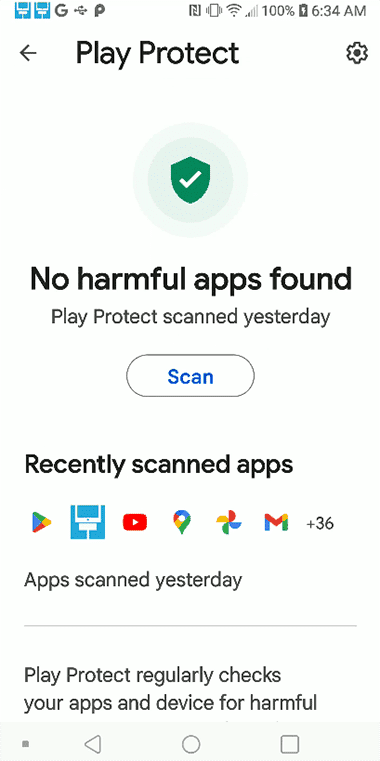 100% 6:34 AM
Play Protect
No harmful apps found
Play Protect scanned yesterday
Scan
Recently scanned apps
+36
Apps scanned yesterday
Play Protect regularly checks
your apps and device for harmful